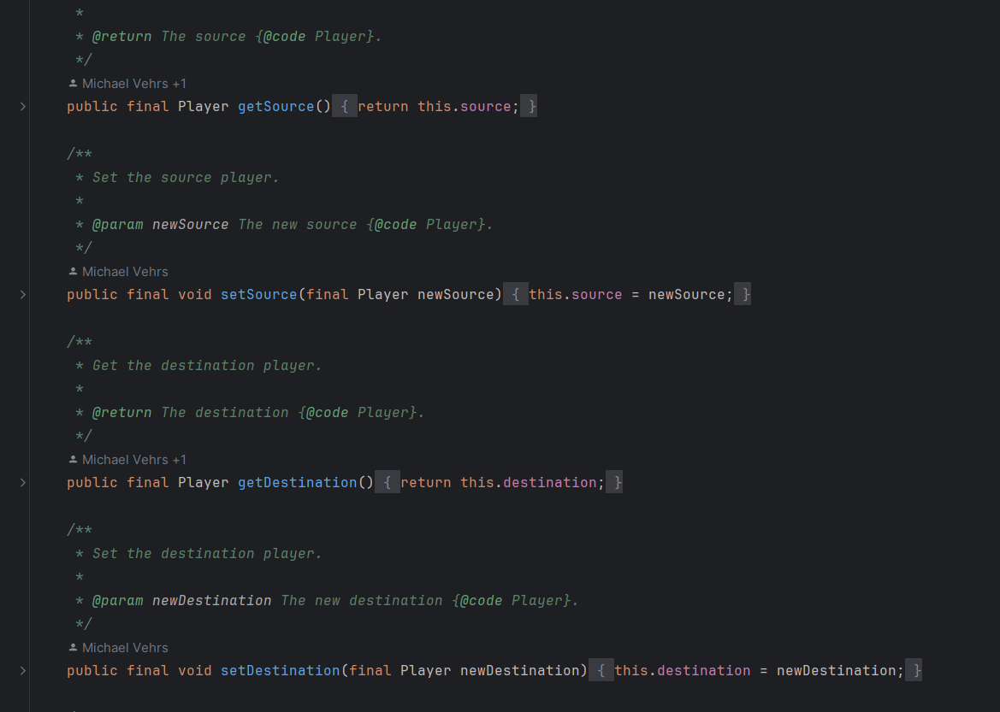 *
* @return The source {@code Player}.
*/
Michael Vehrs +1
public final Player getSource() { return this.source; }
/**
* Set the source player.
*
* @param newSource The new source {@code Player}.
*/
Michael Vehrs
public final void setSource(final Player newSource) { this.source = newSource; }
/**
* Get the destination player.
*
* @return The destination {@code Player}.
*/
Michael Vehrs +1
public final Player getDestination() { return this.destination; }
/**
* Set the destination player.
*
* @param newDestination The new destination {@code Player}.
*/
Michael Vehrs
public final void setDestination(final Player newDestination) { this.destination = newDestination; }